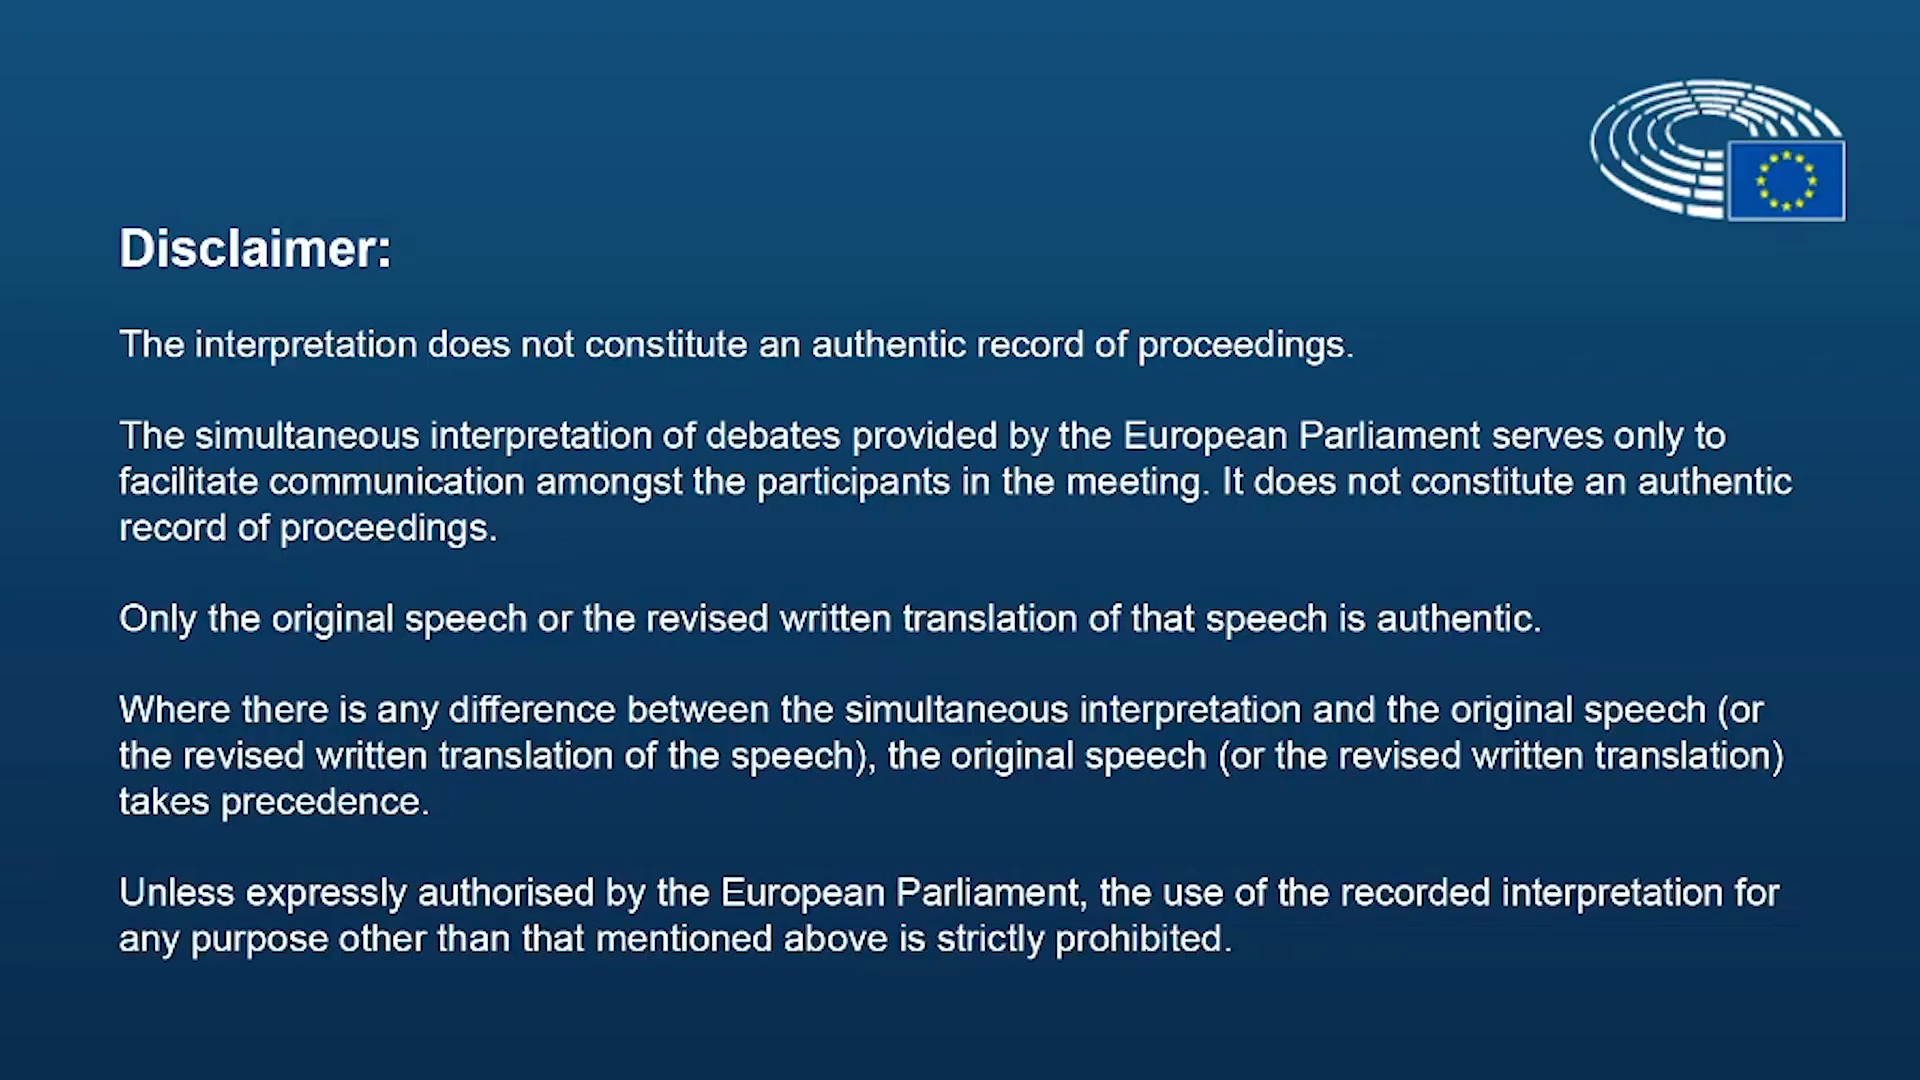 Disclaimer:
The interpretation does not constitute an authentic record of proceedings.
The simultaneous interpretation of debates provided by the European Parliament serves only to
facilitate communication amongst the participants in the meeting. It does not constitute an authentic
record of proceedings.
Only the original speech or the revised written translation of that speech is authentic.
Where there is any difference between the simultaneous interpretation and the original speech (or
the revised written translation of the speech), the original speech (or the revised written translation)
takes precedence.
Unless expressly authorised by the European Parliament, the use of the recorded interpretation for
any purpose other than that mentioned above is strictly prohibited.